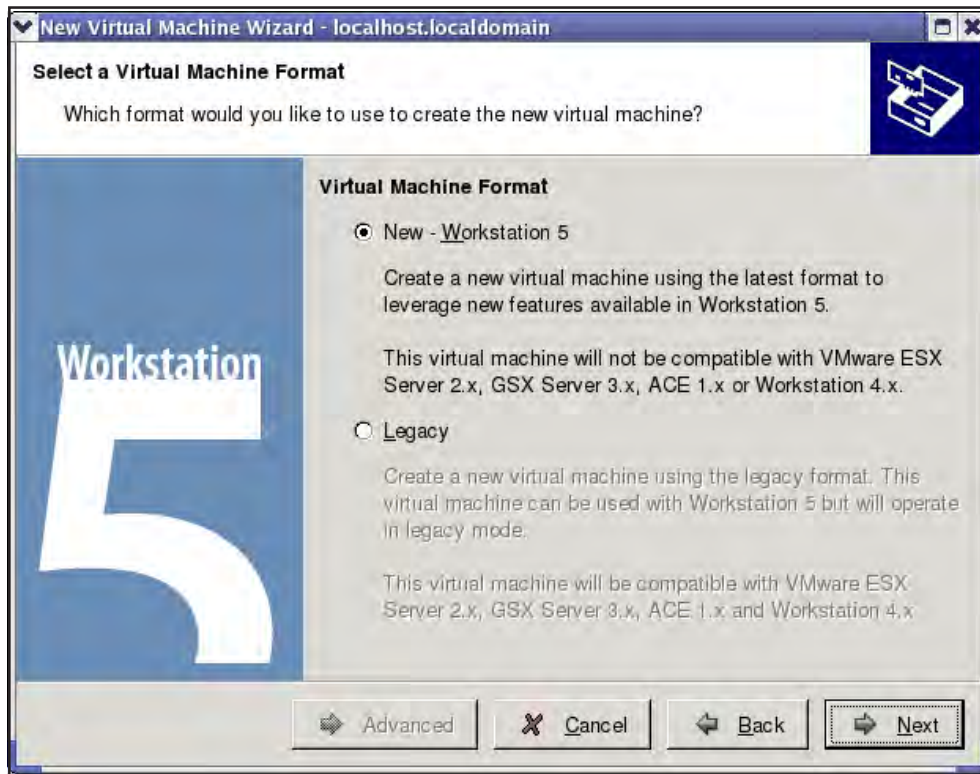 New Virtual Machine Wizard - localhost.localdomain
Select a Virtual Machine Format
Which format would you like to use to create the new virtual machine?
Workstation
5
Virtual Machine Format
New - Workstation 5
Create a new virtual machine using the latest format to
leverage new features available in Workstation 5.
This virtual machine will not be compatible with VMware ESX
Server 2.x, GSX Server 3.x, ACE 1.x or Workstation 4.x.
Legacy
Create a new virtual machine using the legacy format. This
virtual machine can be used with Workstation 5 but will operate
in legacy mode.
This virtual machine will be compatible with VMware ESX
Server 2.x, GSX Server 3.x, ACE 1.x and Workstation 4.x
Advanced
Cancel
Back
Next